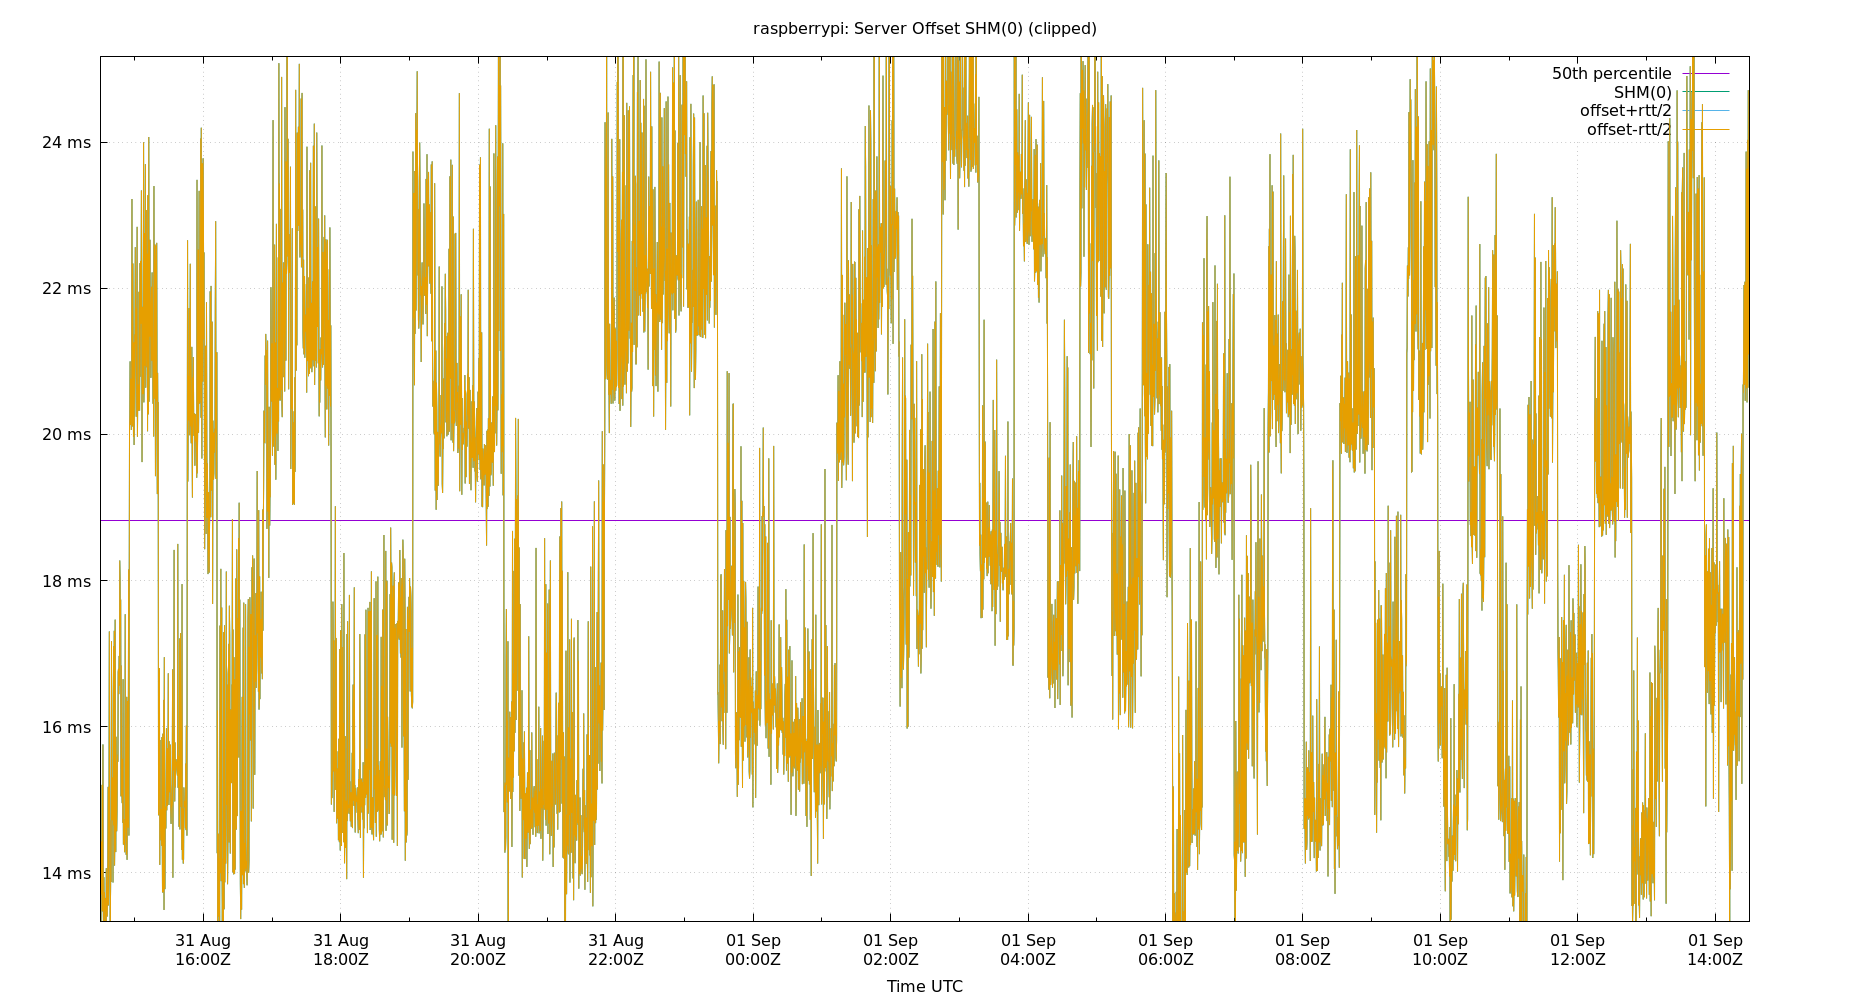 raspberrypi: Server Offset SHM(0) (clipped)
50th percentile
SHM(0)
offset+rtt/2
offset-rtt/2
24 ms
22 ms
20 ms
18 ms
16 ms
14 ms
31 Aug 31 Aug 31 Aug 31 Aug 01 Sep 01 Sep 01 Sep 01 Sep 01 Sep 01 Sep 01 Sep 01 Sep
16:00Z 18:00Z 20:00Z 22:00Z 00:00Z 02:00Z 04:00Z 06:00Z 08:00Z 10:00Z 12:00Z 14:00Z
Time UTC